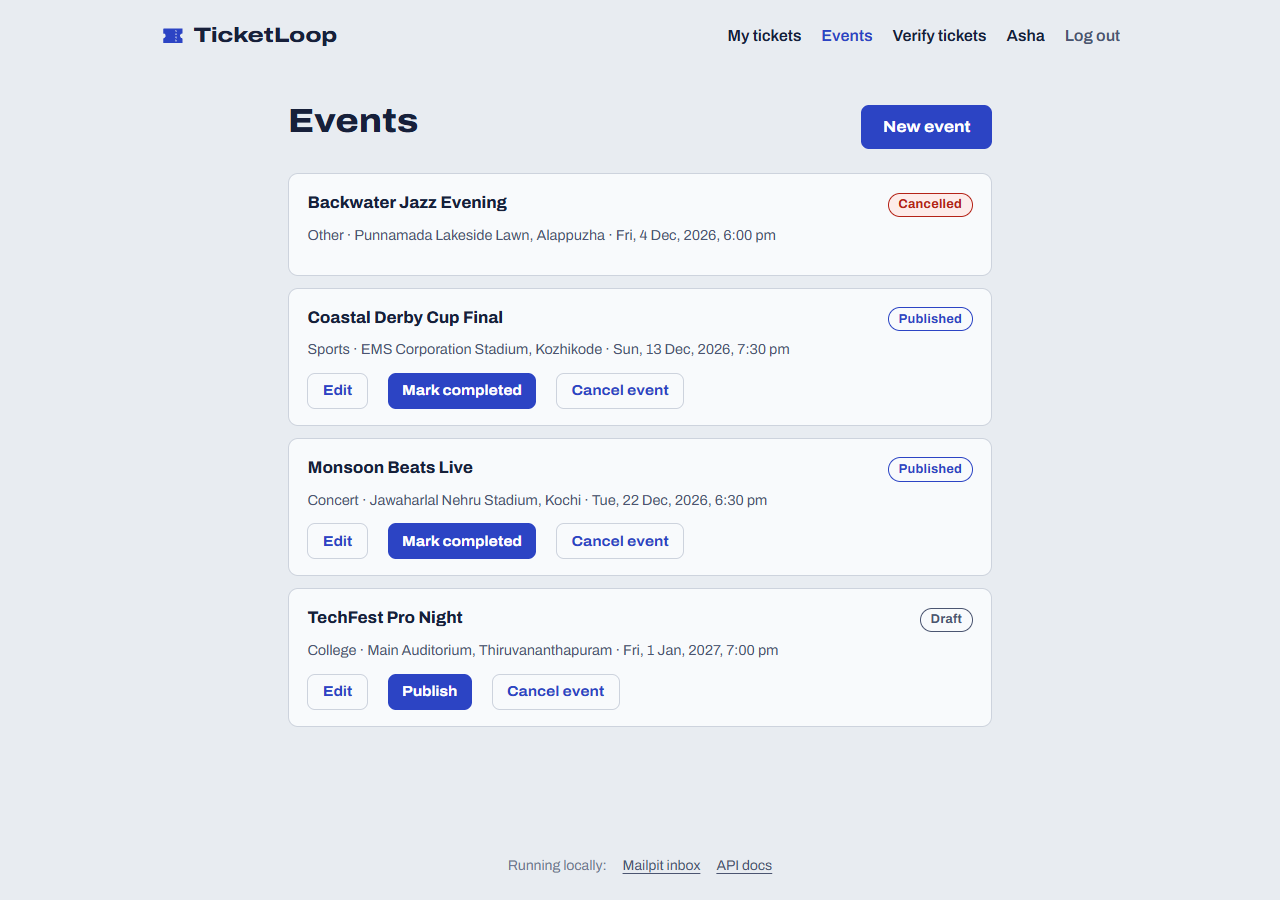 TicketLoop
My tickets Events Verify tickets Asha Log out
Events
New event
Backwater Jazz Evening
Cancelled
Other · Punnamada Lakeside Lawn, Alappuzha · Fri, 4 Dec, 2026, 6:00 pm
Coastal Derby Cup Final
Published
Sports · EMS Corporation Stadium, Kozhikode · Sun, 13 Dec, 2026, 7:30 pm
Edit Mark completed Cancel event
Monsoon Beats Live
Published
Concert · Jawaharlal Nehru Stadium, Kochi · Tue, 22 Dec, 2026, 6:30 pm
Edit Mark completed Cancel event
TechFest Pro Night
Draft
College · Main Auditorium, Thiruvananthapuram · Fri, 1 Jan, 2027, 7:00 pm
Edit Publish Cancel event
Running locally: Mailpit inbox API docs